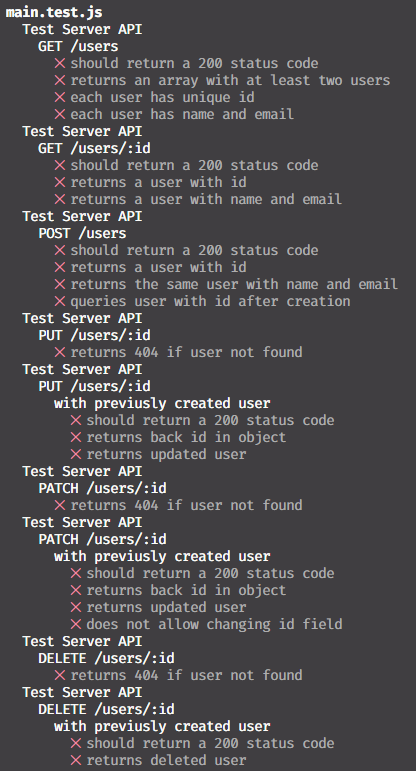 main.test.js
Test Server API
GET /users
✕ should return a 200 status code
✕ returns an array with at least two users
✕ each user has unique id
✕ each user has name and email
Test Server API
GET /users/:id
✕ should return a 200 status code
✕ returns a user with id
✕ returns a user with name and email
Test Server API
POST /users
✕ should return a 200 status code
✕ returns a user with id
✕ returns the same user with name and email
✕ queries user with id after creation
Test Server API
PUT /users/:id
✕ returns 404 if user not found
Test Server API
PUT /users/:id
with previusly created user
✕ should return a 200 status code
✕ returns back id in object
✕ returns updated user
Test Server API
PATCH /users/:id
✕ returns 404 if user not found
Test Server API
PATCH /users/:id
with previusly created user
✕ should return a 200 status code
✕ returns back id in object
✕ returns updated user
✕ does not allow changing id field
Test Server API
DELETE /users/:id
✕ returns 404 if user not found
Test Server API
DELETE /users/:id
with previusly created user
✕ should return a 200 status code
✕ returns deleted user